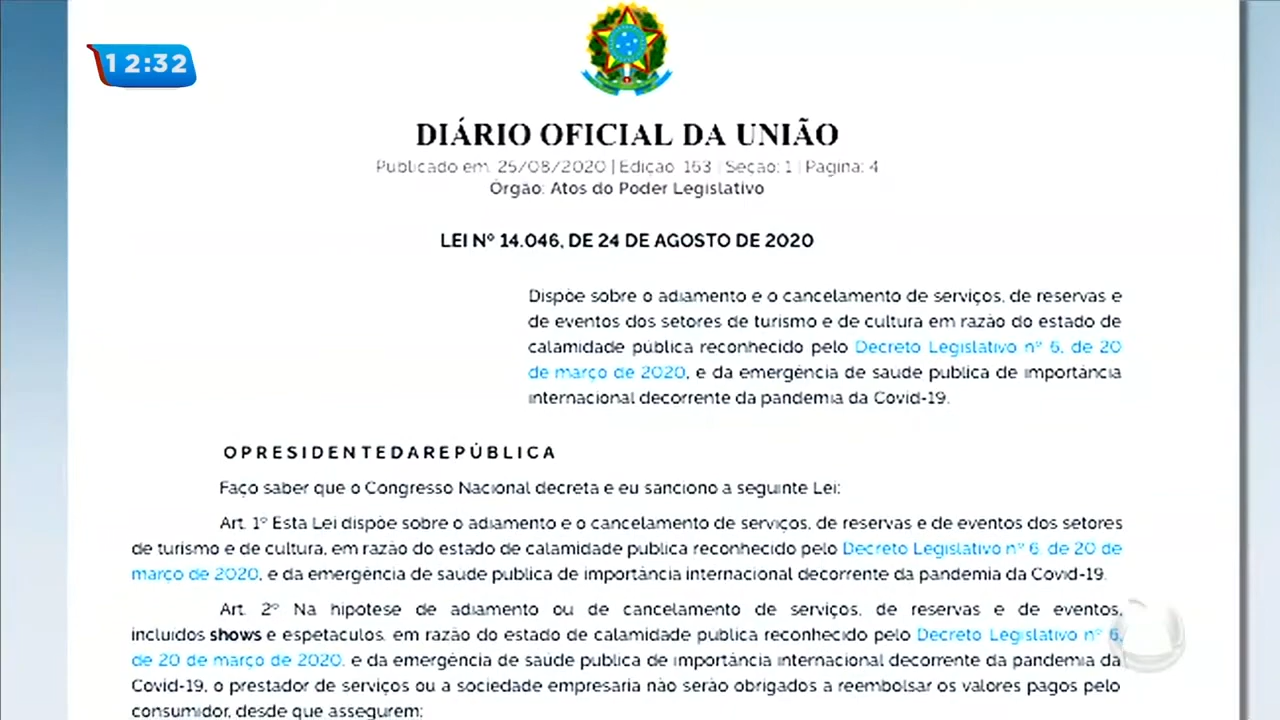 12:32
DIÁRIO OFICIAL DA UNIÃO
Publicado em: 25/08/2020 | Edição: 163 | Seção: 1 | Página: 4
Órgão: Atos do Poder Legislativo
LEI Nº 14.046, DE 24 DE AGOSTO DE 2020
Dispõe sobre o adiamento e o cancelamento de serviços, de reservas e
de eventos dos setores de turismo e de cultura em razão do estado de
calamidade pública reconhecido pelo Decreto Legislativo nº 6, de 20
de março de 2020, e da emergência de saúde pública de importância
internacional decorrente da pandemia da Covid-19.
O PRESIDENTE DA REPÚBLICA
Faço saber que o Congresso Nacional decreta e eu sanciono a seguinte Lei:
Art. 1º Esta Lei dispõe sobre o adiamento e o cancelamento de serviços, de reservas e de eventos dos setores
de turismo e de cultura, em razão do estado de calamidade pública reconhecido pelo Decreto Legislativo nº 6, de 20 de
março de 2020, e da emergência de saúde pública de importância internacional decorrente da pandemia da Covid-19.
Art. 2º Na hipótese de adiamento ou de cancelamento de serviços, de reservas e de eventos,
incluídos shows e espetáculos, em razão do estado de calamidade pública reconhecido pelo Decreto Legislativo nº 6,
de 20 de março de 2020, e da emergência de saúde pública de importância internacional decorrente da pandemia da
Covid-19, o prestador de serviços ou a sociedade empresária não serão obrigados a reembolsar os valores pagos pelo
consumidor, desde que assegurem: